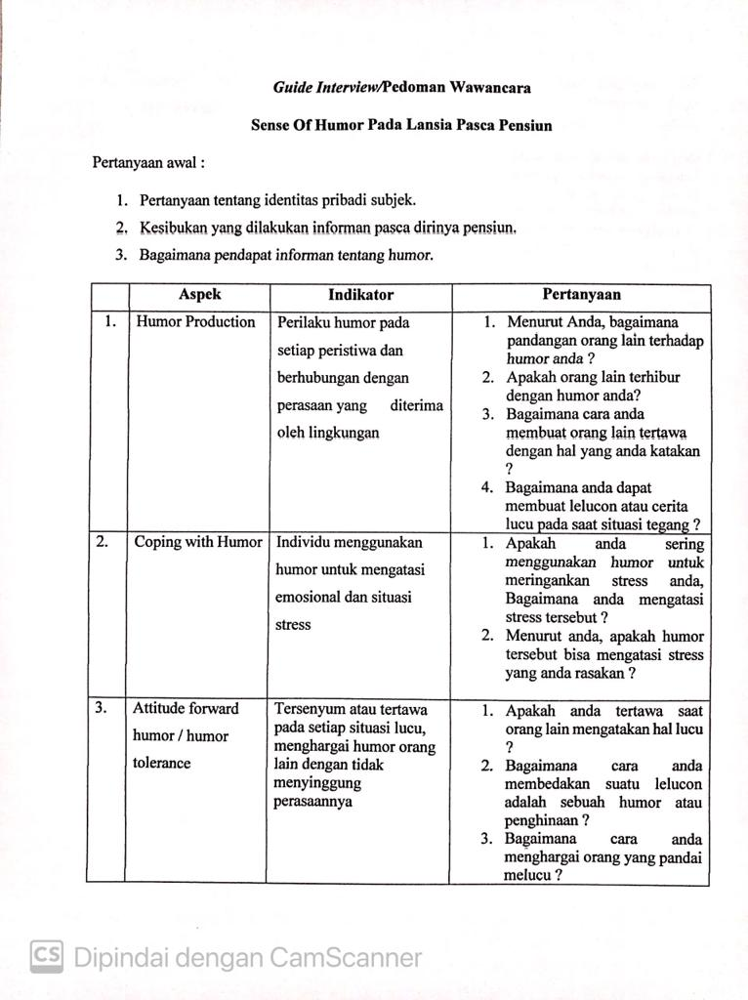 Guide Interview/Pedoman Wawancara
Sense Of Humor Pada Lansia Pasca Pensiun
Pertanyaan awal :
1. Pertanyaan tentang identitas pribadi subjek.
2. Kesibukan yang dilakukan informan pasca dirinya pensiun.
3. Bagaimana pendapat informan tentang humor.
Aspek
Indikator
Pertanyaan
1.
Humor Production
Perilaku humor pada
setiap peristiwa dan
berhubungan dengan
perasaan yang diterima
oleh lingkungan
1. Menurut Anda, bagaimana
pandangan orang lain terhadap
humor anda ?
2. Apakah orang lain terhibur
dengan humor anda?
3. Bagaimana cara anda
membuat orang lain tertawa
dengan hal yang anda katakan
?
4. Bagaimana anda dapat
membuat lelucon atau cerita
lucu pada saat situasi tegang ?
2.
Coping with Humor
Individu menggunakan
humor untuk mengatasi
emosional dan situasi
stress
1. Apakah anda sering
menggunakan humor untuk
meringankan stress anda,
Bagaimana anda mengatasi
stress tersebut ?
2. Menurut anda, apakah humor
tersebut bisa mengatasi stress
yang anda rasakan ?
3.
Attitude forward
humor / humor
tolerance
Tersenyum atau tertawa
pada setiap situasi lucu,
menghargai humor orang
lain dengan tidak
menyinggung
perasaannya
1. Apakah anda tertawa saat
orang lain mengatakan hal lucu
?
2. Bagaimana cara anda
membedakan suatu lelucon
adalah sebuah humor atau
penghinaan ?
3. Bagaimana cara anda
menghargai orang yang pandai
melucu ?
CS Dipindai dengan CamScanner